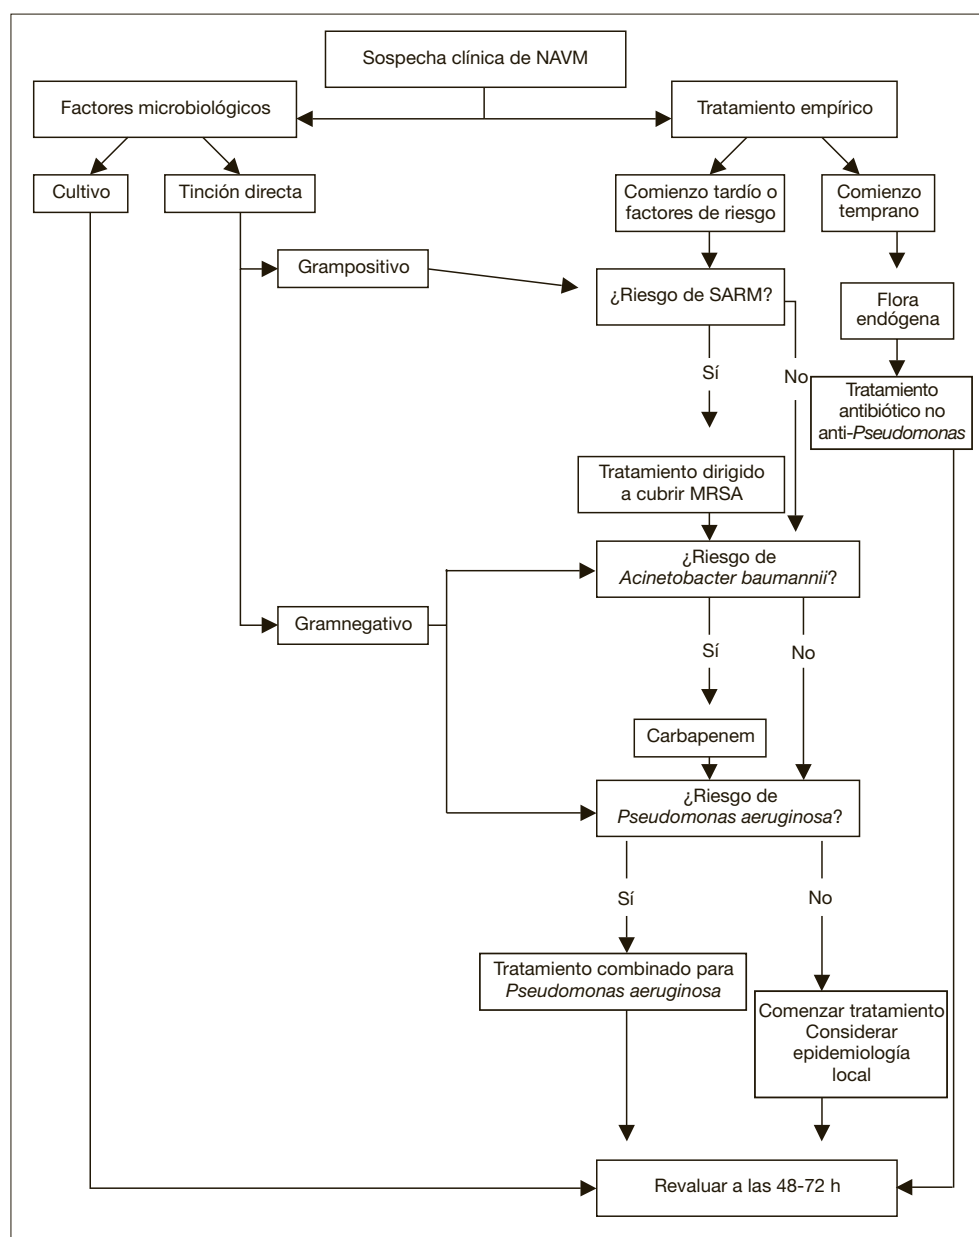 Sospecha clínica de NAVM
Factores microbiológicos
Tratamiento empírico
Cultivo
Tinción directa
Comienzo tardío o
factores de riesgo
Comienzo
temprano
Grampositivo
¿Riesgo de SARM?
Flora
endógena
Sí
No
Tratamiento
antibiótico no
anti-Pseudomonas
Tratamiento dirigido
a cubrir MRSA
¿Riesgo de
Acinetobacter baumannii?
Gramnegativo
Sí
No
Carbapenem
¿Riesgo de
Pseudomonas aeruginosa?
Sí
No
Tratamiento combinado para
Pseudomonas aeruginosa
Comenzar tratamiento
Considerar
epidemiología
local
Revaluar a las 48-72 h